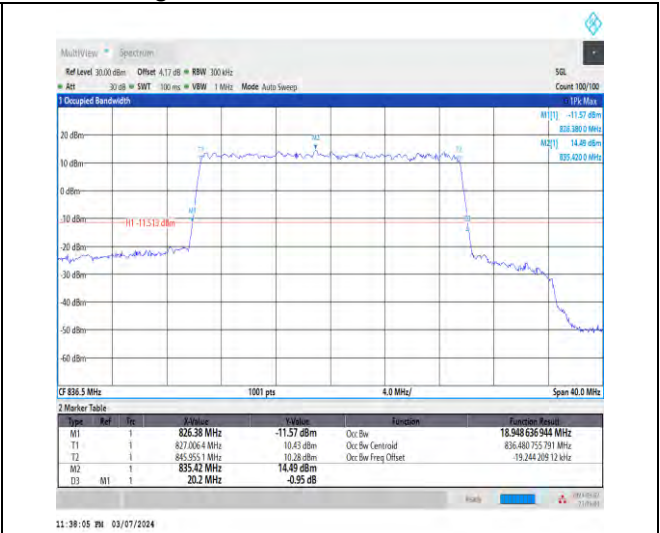 MultiView Spectrum
Ref Level 30.00 dBm Offset 4.17 dB RBW 300 kHz SGL
Att 30 dB SWT 100 ms VBW 1 MHz Mode Auto Sweep Count 100/100
1 Occupied Bandwidth 1Pk Max
M1[1] -11.57 dBm
826.380 0 MHz
M2[1] 14.49 dBm
835.420 0 MHz
20 dBm
M2
T1 T2
10 dBm
0 dBm
M1
-10 dBm
H1 -11.513 dBm
D3
-20 dBm
-30 dBm
-40 dBm
-50 dBm
-60 dBm
CF 836.5 MHz 1001 pts 4.0 MHz/ Span 40.0 MHz
2 Marker Table
Type Ref Trc X-Value Y-Value Function Function Result
M1 1 826.38 MHz -11.57 dBm Occ Bw 18.948 636 944 MHz
T1 1 827.006 4 MHz 10.43 dBm Occ Bw Centroid 836.480 755 791 MHz
T2 1 845.955 1 MHz 10.28 dBm Occ Bw Freq Offset -19.244 209 12 kHz
M2 1 835.42 MHz 14.49 dBm
D3 M1 1 20.2 MHz -0.95 dB
Ready
11:38:05 PM 03/07/2024